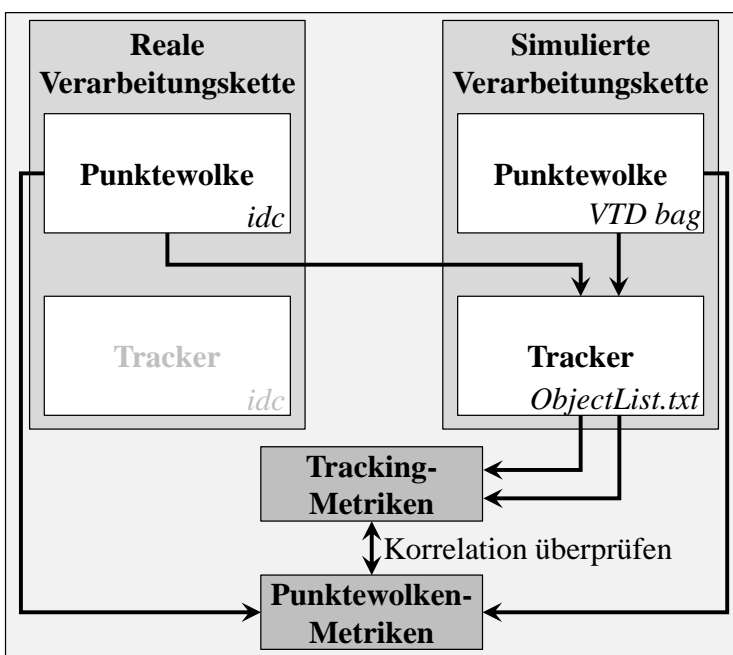 Reale
Verarbeitungskette
Punktewolke
idc
Tracker
idc
Simulierte
Verarbeitungskette
Punktewolke
VTD bag
Tracker
ObjectList.txt
Tracking-
Metriken
Korrelation überprüfen
Punktewolken-
Metriken